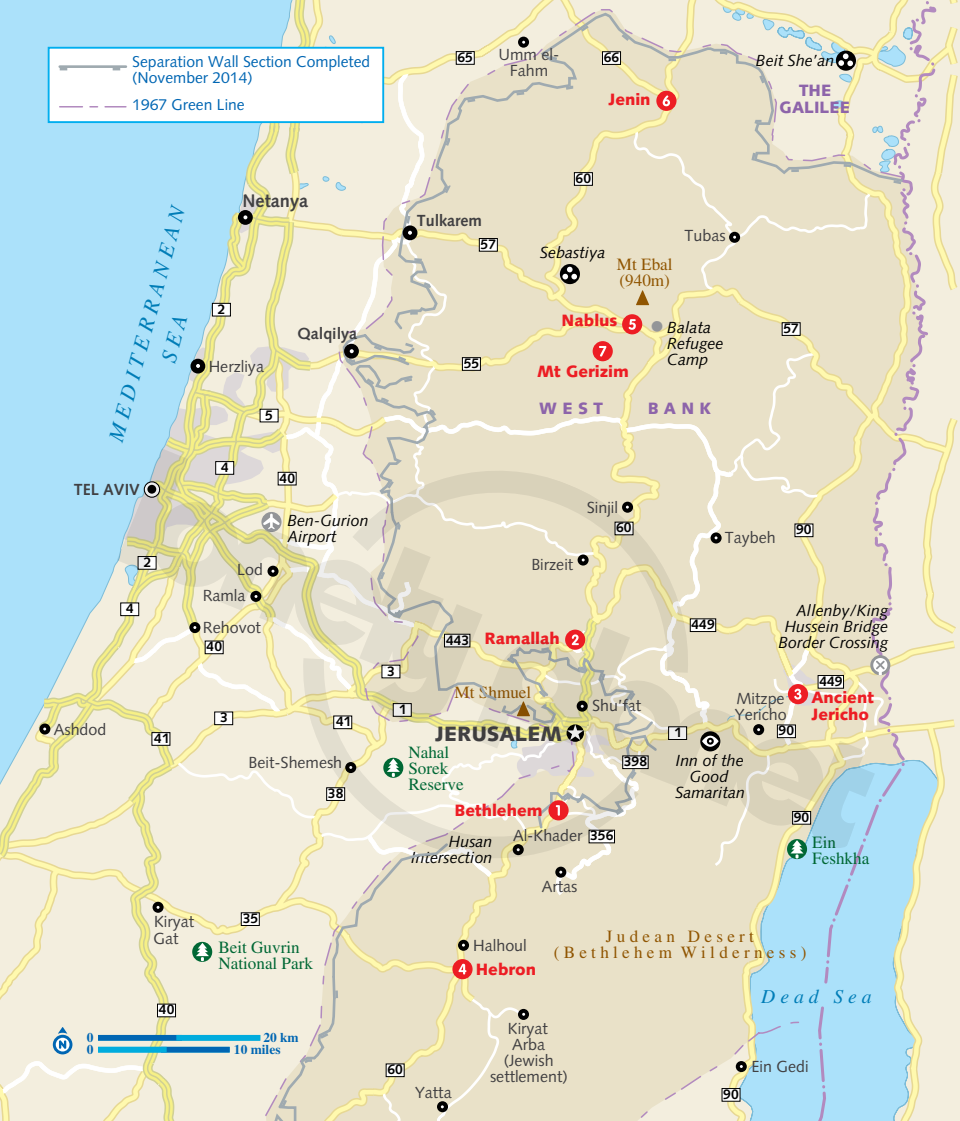 Separation Wall Section Completed
(November 2014)
1967 Green Line
65
Umm el-
Fahm
66
Beit She'an
THE
GALILEE
Jenin 6
60
Netanya
Tulkarem
57
Tubas
Sebastiya
Mt Ebal
(940m)
MEDITERRANEAN
SEA
2
Qalqilya
Nablus 5
Balata
Refugee
Camp
57
7
Mt Gerizim
55
Herzliya
WEST BANK
5
4
40
TEL AVIV
Sinjil
60
Ben-Gurion
Airport
Taybeh
90
2
Birzeit
Lod
4
Ramla
Rehovot
40
443
Ramallah 2
449
Allenby/King
Hussein Bridge
Border Crossing
3
449
Mt Shmuel
Shu'fat
Mitzpe
Yericho
3 Ancient
Jericho
90
3
41
1
JERUSALEM
1
Ashdod
41
Beit-Shemesh
Nahal
Sorek
Reserve
398
Inn of the
Good
Samaritan
38
Bethlehem 1
90
Al-Khader
356
Husan
Intersection
Ein
Feshkha
Artas
Kiryat
Gat
35
Beit Guvrin
National Park
Halhoul
Judean Desert
(Bethlehem Wilderness)
4 Hebron
Dead Sea
40
Kiryat
Arba
(Jewish
settlement)
N
0 20 km
0 10 miles
60
Yatta
Ein Gedi
90